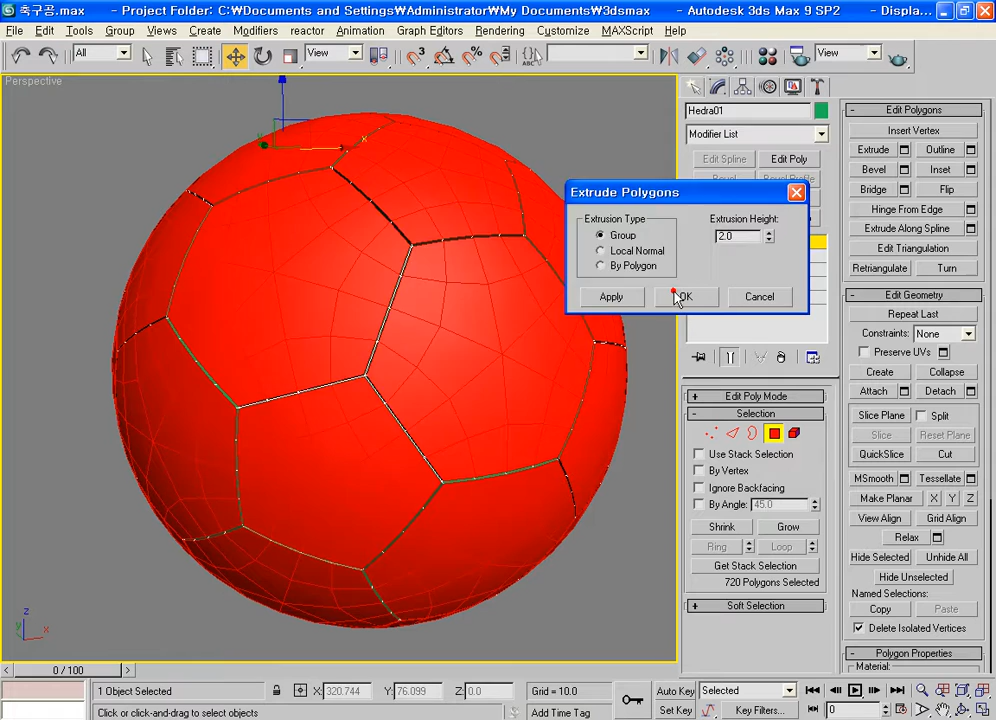 축구공.max - Project Folder: C:₩Documents and Settings₩Administrator₩My Documents₩3dsmax - Autodesk 3ds Max 9 SP2 - Displa...
File Edit Tools Group Views Create Modifiers reactor Animation Graph Editors Rendering Customize MAXScript Help
All View View
Perspective
Hedra01
Modifier List
Edit Spline Edit Poly
Extrude Polygons
Extrusion Type
Group
Local Normal
By Polygon
Extrusion Height:
2.0
Apply OK Cancel
Edit Poly Mode
Selection
Use Stack Selection
By Vertex
Ignore Backfacing
By Angle: 45.0
Shrink Grow
Ring Loop
Get Stack Selection
720 Polygons Selected
Soft Selection
Edit Polygons
Insert Vertex
Extrude Outline
Bevel Inset
Bridge Flip
Hinge From Edge
Extrude Along Spline
Edit Triangulation
Retriangulate Turn
Edit Geometry
Repeat Last
Constraints: None
Preserve UVs
Create Collapse
Attach Detach
Slice Plane Split
Slice Reset Plane
QuickSlice Cut
MSmooth Tessellate
Make Planar X Y Z
View Align Grid Align
Relax
Hide Selected Unhide All
Hide Unselected
Named Selections:
Copy Paste
Delete Isolated Vertices
Polygon Properties
Material:
z
y
x
0 / 100
1 Object Selected X: 320.744 Y: 76.099 Z: 0.0 Grid = 10.0 Auto Key Selected
Click or click-and-drag to select objects Add Time Tag Set Key Key Filters... 0